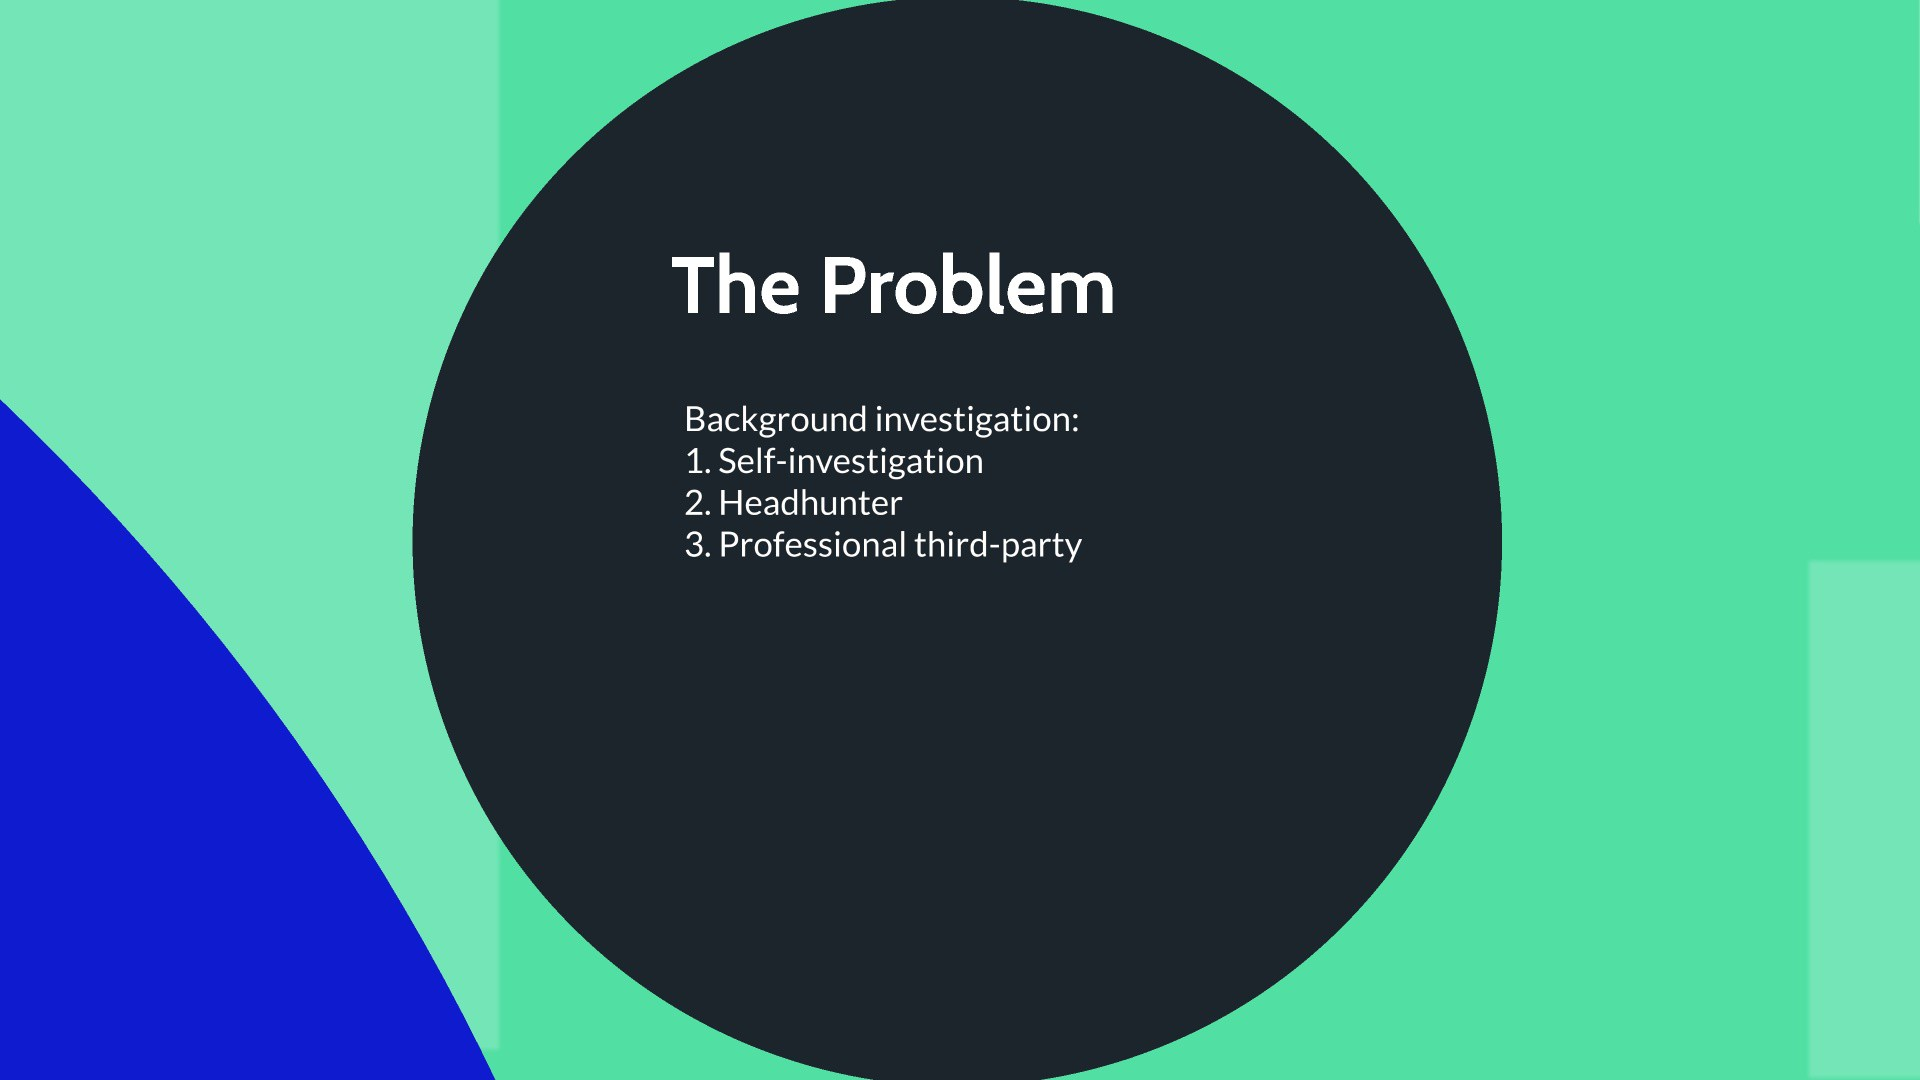 The Problem
Background investigation:
1. Self-investigation
2. Headhunter
3. Professional third-party